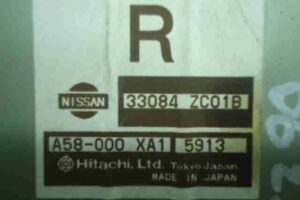 R
NISSAN 33084 ZC01B
A58-000 XA1 5913
Hitachi, Ltd. Tokyo Japan
MADE IN JAPAN